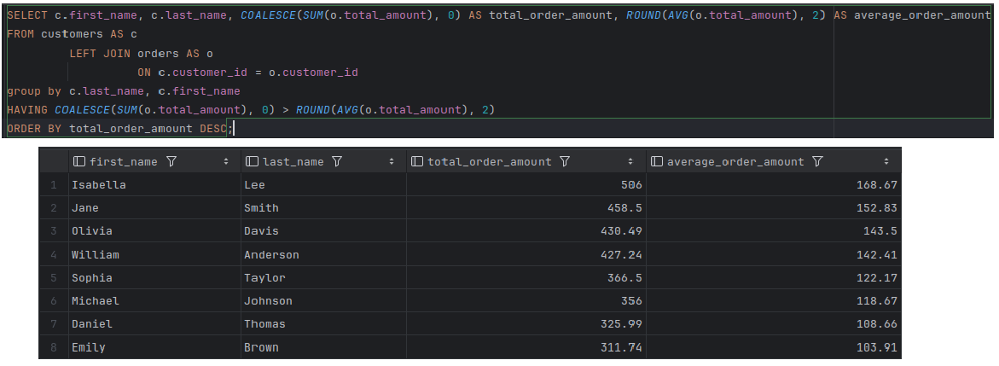 SELECT c.first_name, c.last_name, COALESCE(SUM(o.total_amount), 0) AS total_order_amount, ROUND(AVG(o.total_amount), 2) AS average_order_amount
FROM customers AS c
LEFT JOIN orders AS o
ON c.customer_id = o.customer_id
group by c.last_name, c.first_name
HAVING COALESCE(SUM(o.total_amount), 0) > ROUND(AVG(o.total_amount), 2)
ORDER BY total_order_amount DESC;
first_name last_name total_order_amount average_order_amount
1 Isabella Lee 506 168.67
2 Jane Smith 458.5 152.83
3 Olivia Davis 430.49 143.5
4 William Anderson 427.24 142.41
5 Sophia Taylor 366.5 122.17
6 Michael Johnson 356 118.67
7 Daniel Thomas 325.99 108.66
8 Emily Brown 311.74 103.91